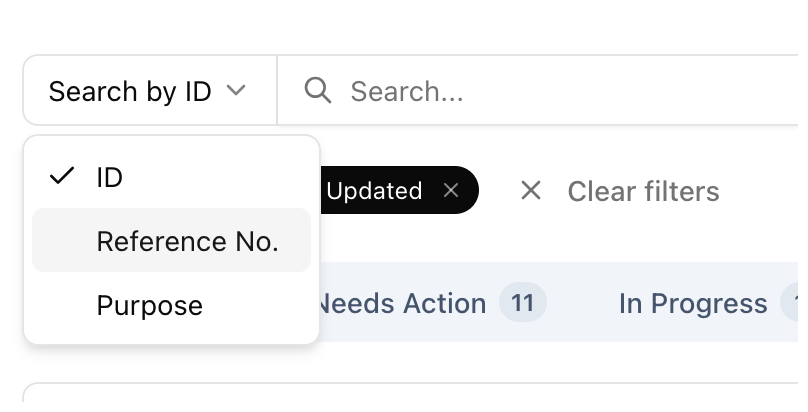 Search by ID Search...
ID
Updated Clear filters
Reference No.
Needs Action 11 In Progress
Purpose